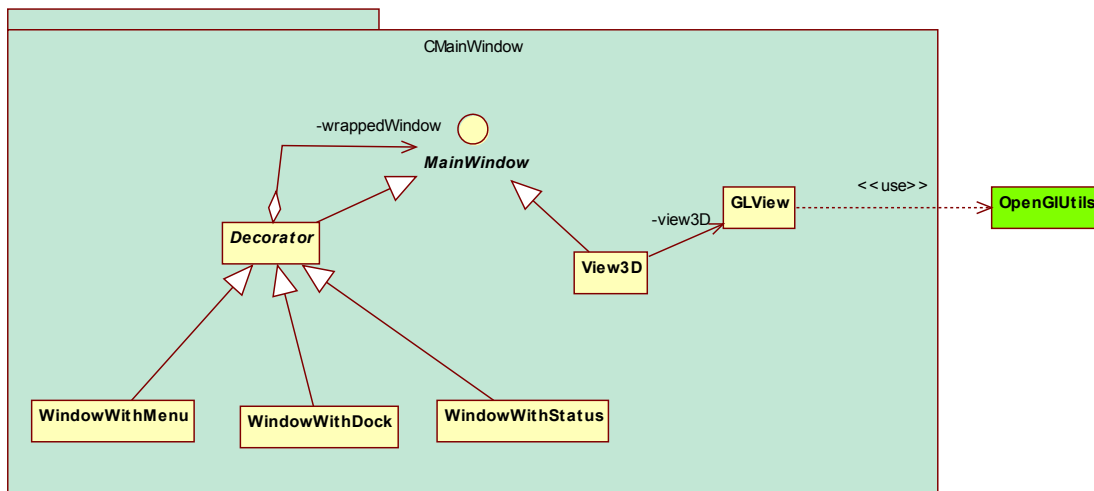 CMainWindow
-wrappedWindow
MainWindow
<<use>>
GLView
OpenGlUtils
-view3D
Decorator
View3D
WindowWithMenu
WindowWithDock
WindowWithStatus